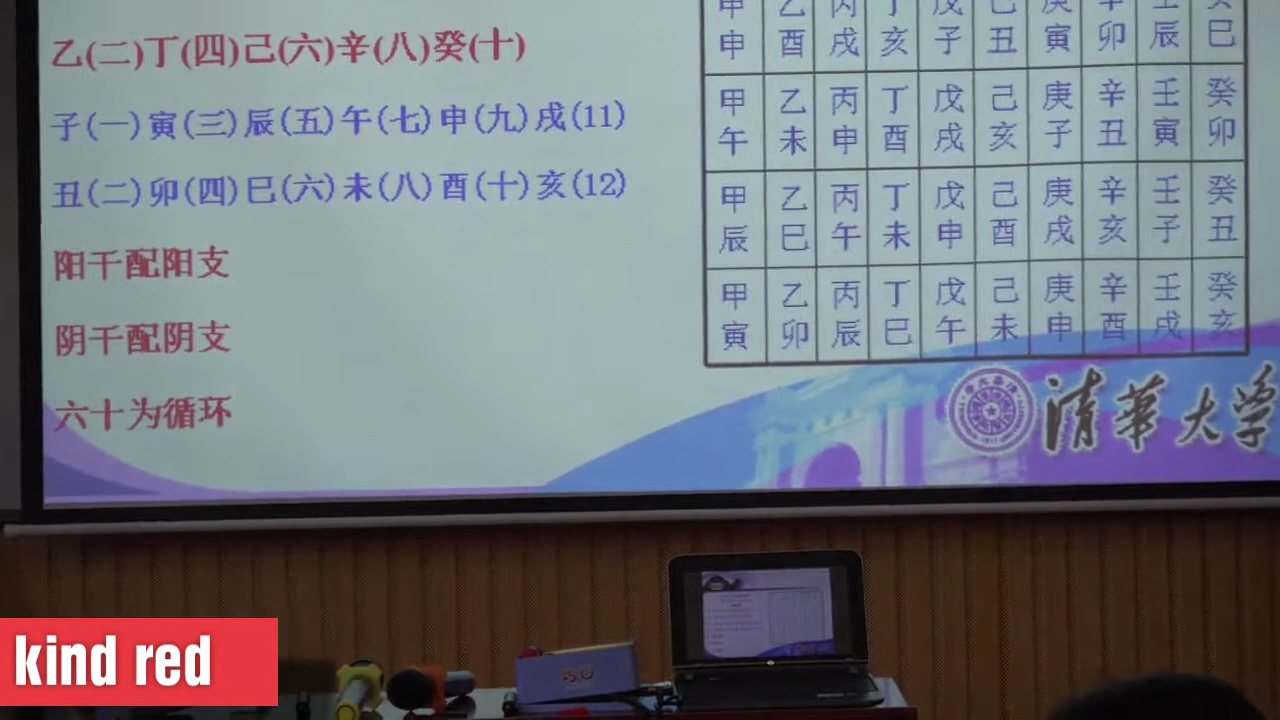 乙(二)丁(四)己(六)辛(八)癸(十)
子(一)寅(三)辰(五)午(七)申(九)戌(11)
丑(二)卯(四)巳(六)未(八)酉(十)亥(12)
阳干配阳支
阴干配阴支
六十为循环
甲 乙 丙 丁 戊 己 庚 辛 壬 癸
申 酉 戌 亥 子 丑 寅 卯 辰 巳
甲 乙 丙 丁 戊 己 庚 辛 壬 癸
午 未 申 酉 戌 亥 子 丑 寅 卯
甲 乙 丙 丁 戊 己 庚 辛 壬 癸
辰 巳 午 未 申 酉 戌 亥 子 丑
甲 乙 丙 丁 戊 己 庚 辛 壬 癸
寅 卯 辰 巳 午 未 申 酉 戌 亥
清華大学
kind red